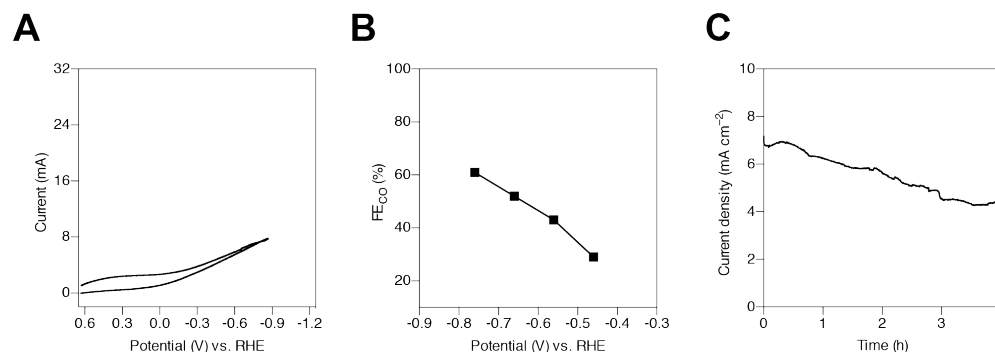 A
Current (mA)
32
24
16
8
0
0.6 0.3 0.0 -0.3 -0.6 -0.9 -1.2
Potential (V) vs. RHE
B
FECO (%)
100
80
60
40
20
-0.9 -0.8 -0.7 -0.6 -0.5 -0.4 -0.3
Potential (V) vs. RHE
C
Current density (mA cm−2)
10
8
6
4
2
0
0 1 2 3
Time (h)